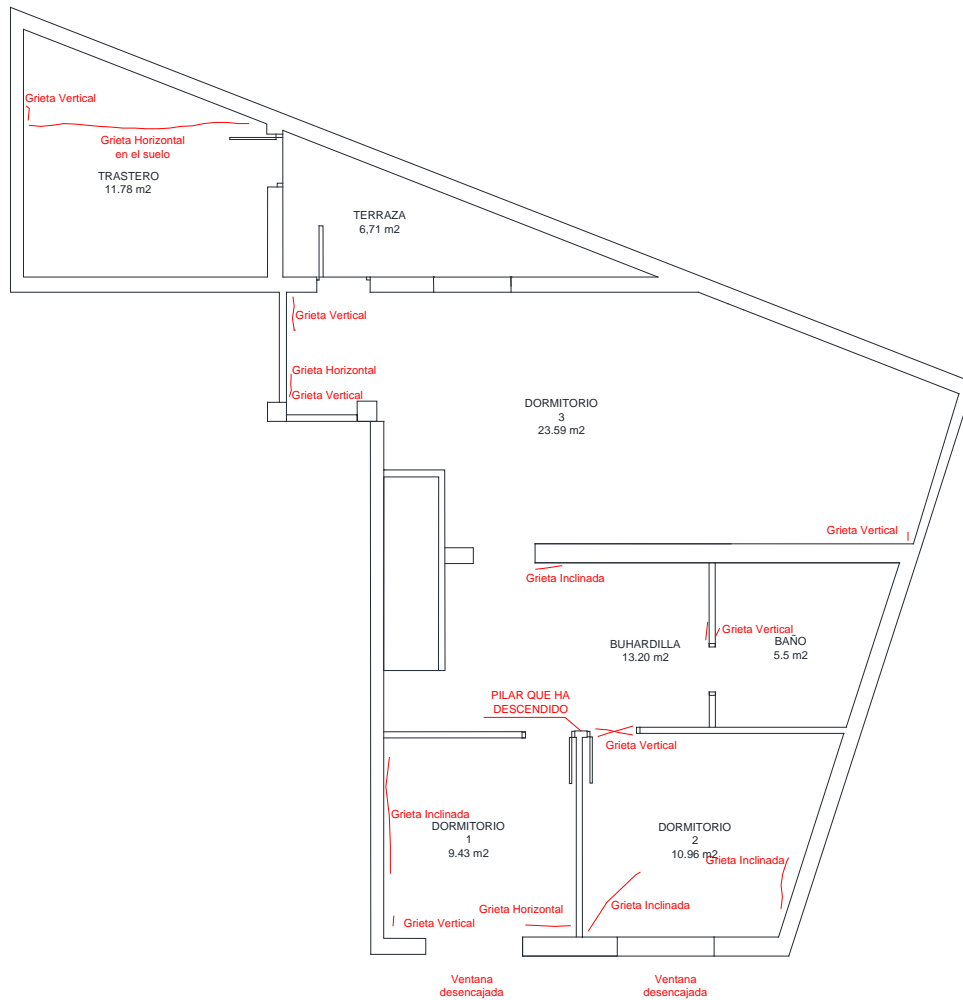 Grieta Vertical
Grieta Horizontal
en el suelo
TRASTERO
11.78 m2
TERRAZA
6,71 m2
Grieta Vertical
Grieta Horizontal
Grieta Vertical
DORMITORIO
3
23.59 m2
Grieta Vertical
Grieta Inclinada
Grieta Vertical
BUHARDILLA
13.20 m2
BAÑO
5.5 m2
PILAR QUE HA
DESCENDIDO
Grieta Vertical
Grieta Inclinada
DORMITORIO
1
9.43 m2
DORMITORIO
2
10.96 m2
Grieta Inclinada
Grieta Inclinada
Grieta Horizontal
Grieta Vertical
Ventana
desencajada
Ventana
desencajada